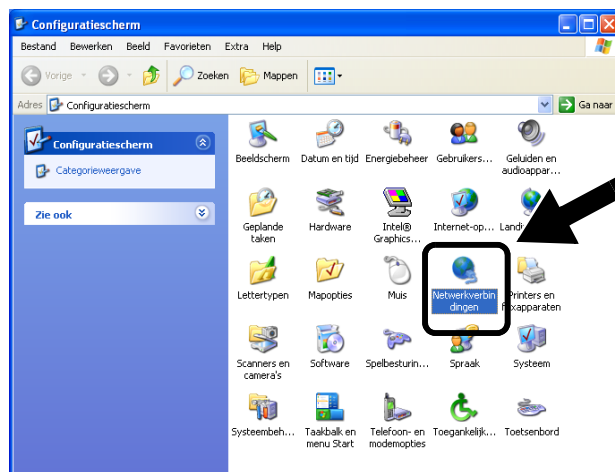 Configuratiescherm
Bestand Bewerken Beeld Favorieten Extra Help
Vorige Zoeken Mappen
Adres Configuratiescherm Ga naar
Configuratiescherm
Categorieweergave
Zie ook
Beeldscherm Datum en tijd Energiebeheer Gebruikers... Geluiden en
audioappar...
Geplande Hardware Intel® Internet-op...
taken Graphics...
Lettertypen Mapopties Muis Netwerkverbin Printers en
dingen
Scanners en Software Spelbesturin... Spraak Systeem
camera's
Systeembeh... Taakbalk en Telefoon- en Toegankelijk... Toetsenbord
menu Start modemopties